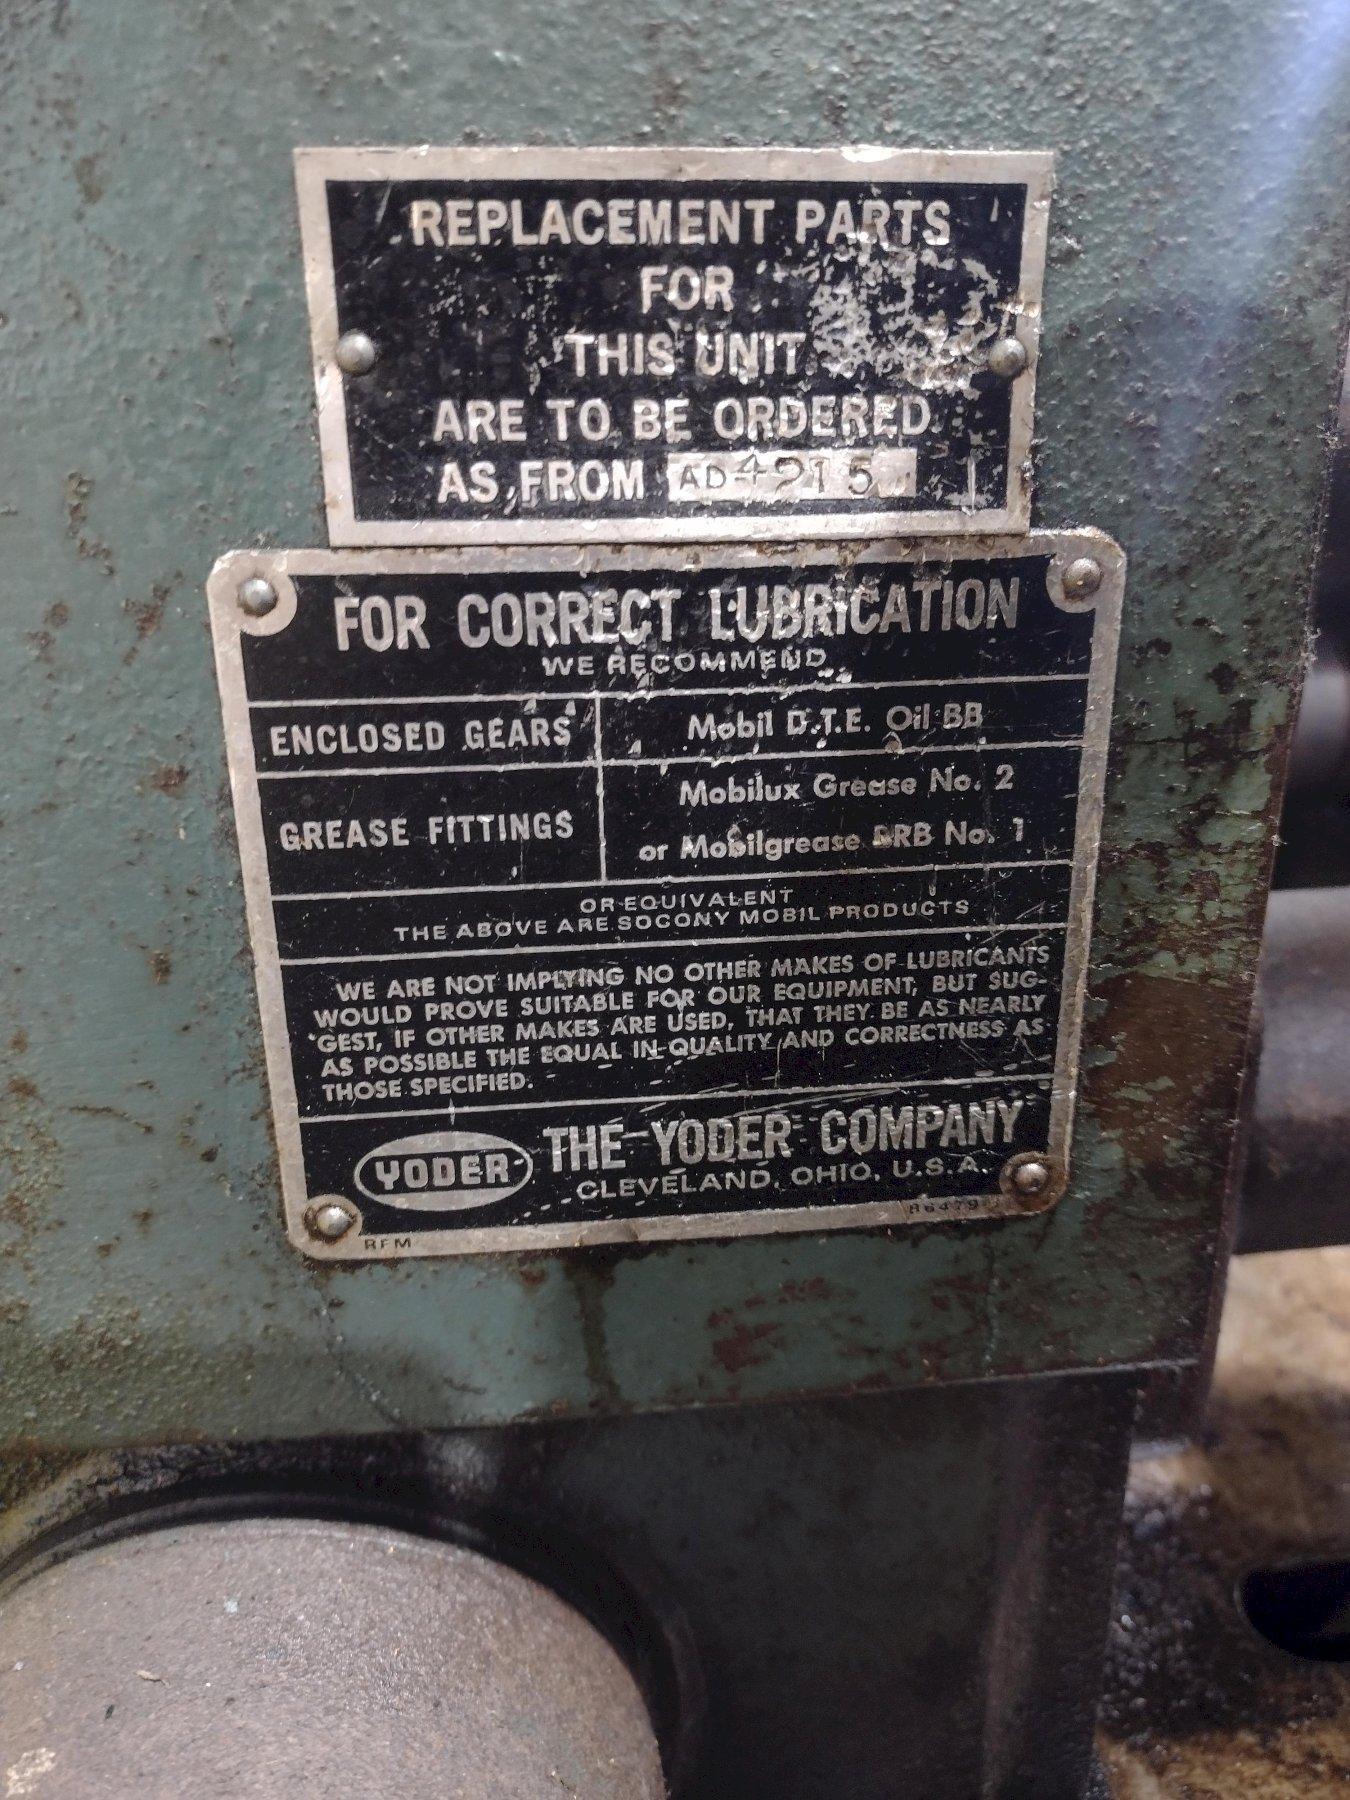 REPLACEMENT PARTS
FOR
THIS UNIT
ARE TO BE ORDERED
AS FROM AD4215
FOR CORRECT LUBRICATION
WE RECOMMEND
ENCLOSED GEARS Mobil D.T.E. Oil BB
GREASE FITTINGS Mobilux Grease No. 2
or Mobilgrease BRB No. 1
OR EQUIVALENT
THE ABOVE ARE SOCONY MOBIL PRODUCTS
WE ARE NOT IMPLYING NO OTHER MAKES OF LUBRICANTS
WOULD PROVE SUITABLE FOR OUR EQUIPMENT, BUT SUG-
GEST, IF OTHER MAKES ARE USED, THAT THEY BE AS NEARLY
AS POSSIBLE THE EQUAL IN QUALITY AND CORRECTNESS AS
THOSE SPECIFIED.
YODER THE YODER COMPANY
CLEVELAND, OHIO, U.S.A.
RFM